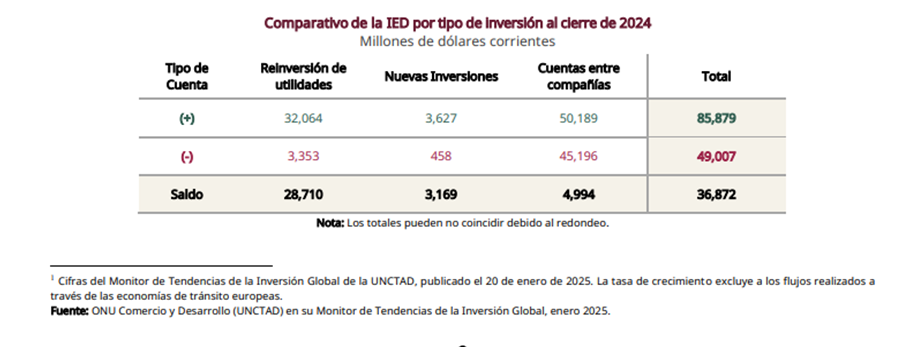 Comparativo de la IED por tipo de inversión al cierre de 2024
Millones de dólares corrientes
Tipo de Cuenta Reinversión de utilidades Nuevas Inversiones Cuentas entre compañías Total
(+) 32,064 3,627 50,189 85,879
(-) 3,353 458 45,196 49,007
Saldo 28,710 3,169 4,994 36,872
Nota: Los totales pueden no coincidir debido al redondeo.
1 Cifras del Monitor de Tendencias de la Inversión Global de la UNCTAD, publicado el 20 de enero de 2025. La tasa de crecimiento excluye a los flujos realizados a
través de las economías de tránsito europeas.
Fuente: ONU Comercio y Desarrollo (UNCTAD) en su Monitor de Tendencias de la Inversión Global, enero 2025.